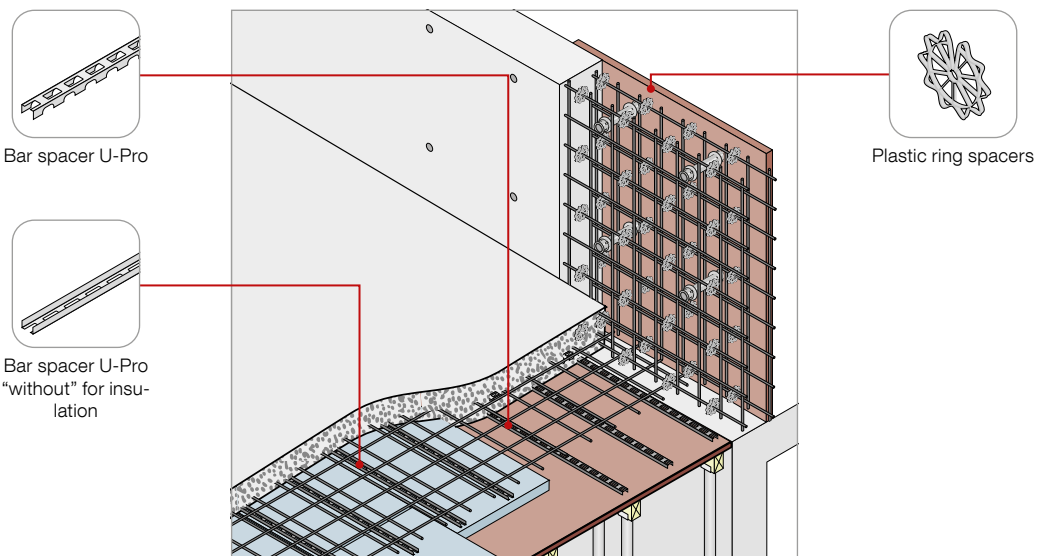 Bar spacer U-Pro
Plastic ring spacers
Bar spacer U-Pro
“without” for insu-
lation